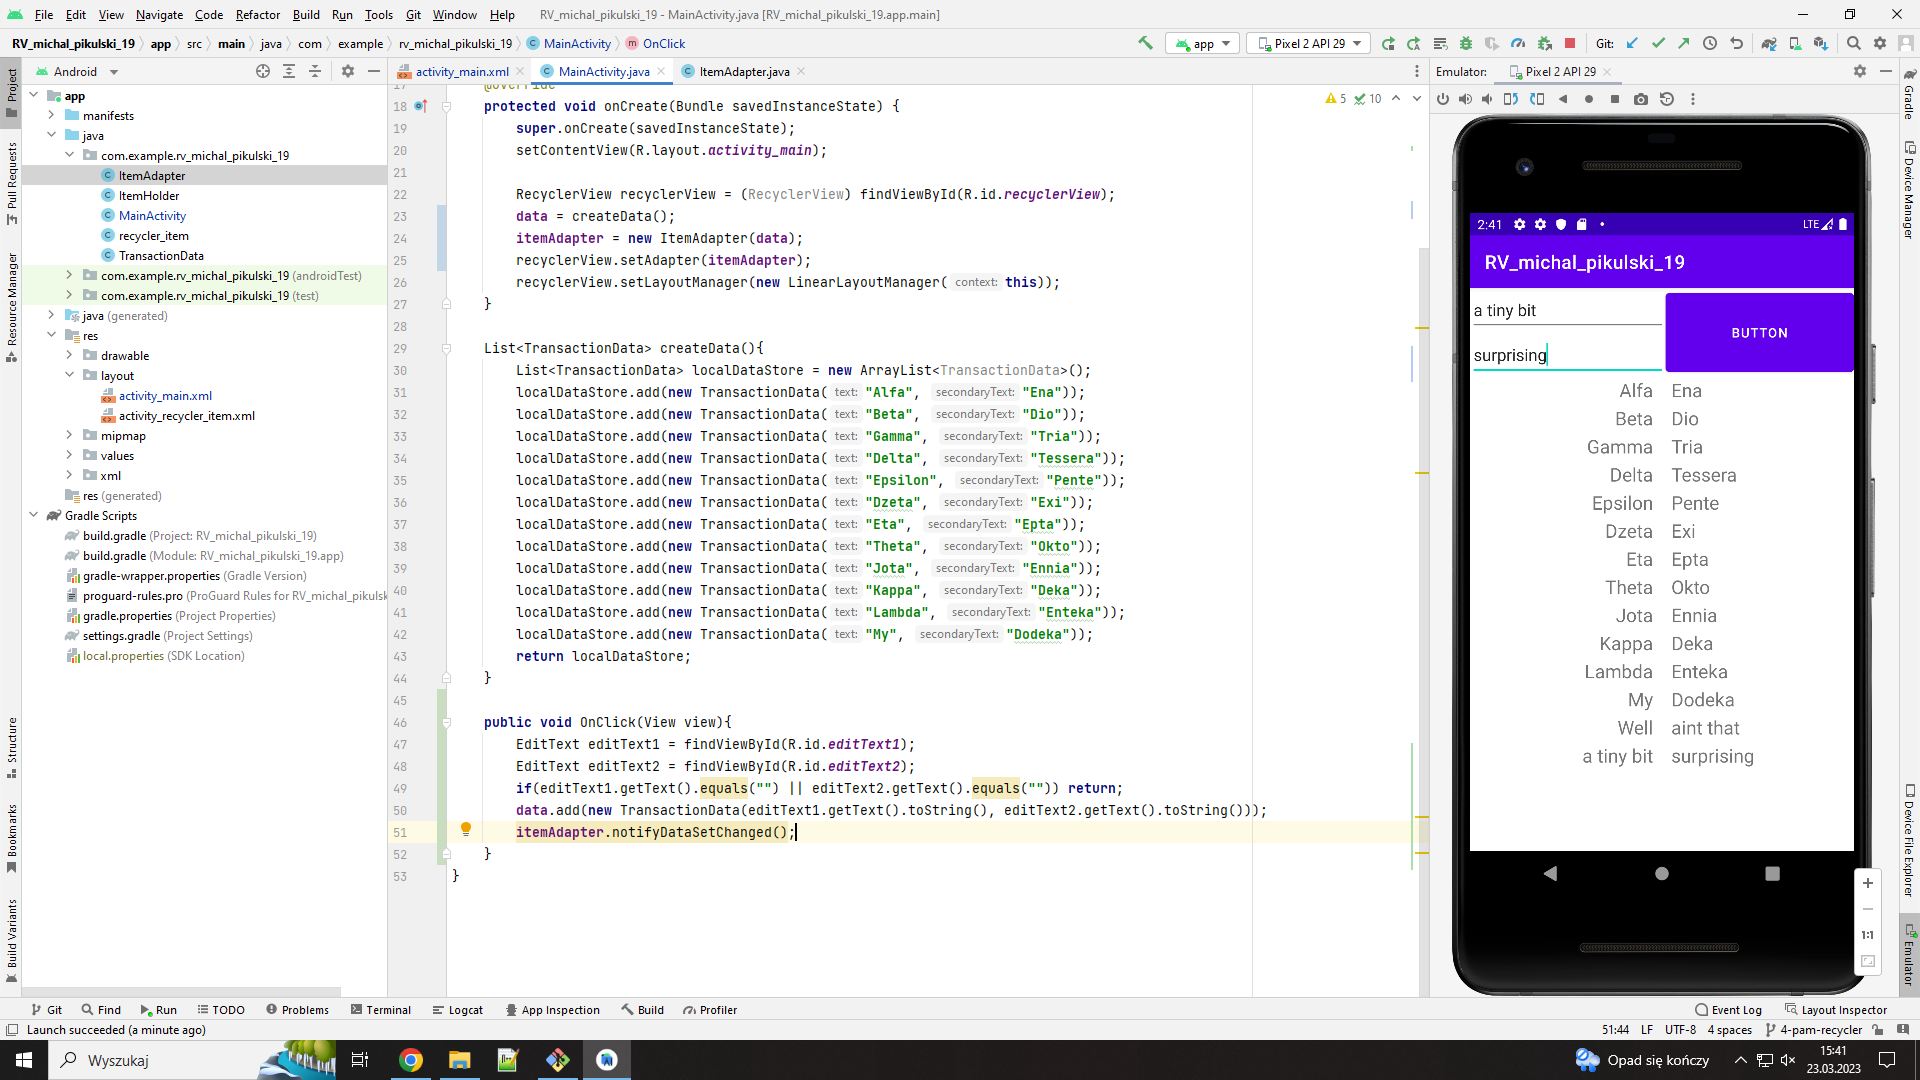 File Edit View Navigate Code Refactor Build Run Tools Git Window Help RV_michal_pikulski_19 - MainActivity.java [RV_michal_pikulski_19.app.main]
RV_michal_pikulski_19 app src main java com example rv_michal_pikulski_19 MainActivity OnClick app Pixel 2 API 29 Git:
Android
activity_main.xml MainActivity.java ItemAdapter.java
Emulator: Pixel 2 API 29
Project
Pull Requests
Resource Manager
Structure
Bookmarks
Build Variants
app
manifests
java
com.example.rv_michal_pikulski_19
ItemAdapter
ItemHolder
MainActivity
recycler_item
TransactionData
com.example.rv_michal_pikulski_19 (androidTest)
com.example.rv_michal_pikulski_19 (test)
java (generated)
res
drawable
layout
activity_main.xml
activity_recycler_item.xml
mipmap
values
xml
res (generated)
Gradle Scripts
build.gradle (Project: RV_michal_pikulski_19)
build.gradle (Module: RV_michal_pikulski_19.app)
gradle-wrapper.properties (Gradle Version)
proguard-rules.pro (ProGuard Rules for RV_michal_pikulsk
gradle.properties (Project Properties)
settings.gradle (Project Settings)
local.properties (SDK Location)
5 10
17 @Override
18 protected void onCreate(Bundle savedInstanceState) {
19 super.onCreate(savedInstanceState);
20 setContentView(R.layout.activity_main);
21
22 RecyclerView recyclerView = (RecyclerView) findViewById(R.id.recyclerView);
23 data = createData();
24 itemAdapter = new ItemAdapter(data);
25 recyclerView.setAdapter(itemAdapter);
26 recyclerView.setLayoutManager(new LinearLayoutManager( context: this));
27 }
28
29 List<TransactionData> createData(){
30 List<TransactionData> localDataStore = new ArrayList<TransactionData>();
31 localDataStore.add(new TransactionData( text: "Alfa", secondaryText: "Ena"));
32 localDataStore.add(new TransactionData( text: "Beta", secondaryText: "Dio"));
33 localDataStore.add(new TransactionData( text: "Gamma", secondaryText: "Tria"));
34 localDataStore.add(new TransactionData( text: "Delta", secondaryText: "Tessera"));
35 localDataStore.add(new TransactionData( text: "Epsilon", secondaryText: "Pente"));
36 localDataStore.add(new TransactionData( text: "Dzeta", secondaryText: "Exi"));
37 localDataStore.add(new TransactionData( text: "Eta", secondaryText: "Epta"));
38 localDataStore.add(new TransactionData( text: "Theta", secondaryText: "Okto"));
39 localDataStore.add(new TransactionData( text: "Jota", secondaryText: "Ennia"));
40 localDataStore.add(new TransactionData( text: "Kappa", secondaryText: "Deka"));
41 localDataStore.add(new TransactionData( text: "Lambda", secondaryText: "Enteka"));
42 localDataStore.add(new TransactionData( text: "My", secondaryText: "Dodeka"));
43 return localDataStore;
44 }
45
46 public void OnClick(View view){
47 EditText editText1 = findViewById(R.id.editText1);
48 EditText editText2 = findViewById(R.id.editText2);
49 if(editText1.getText().equals("") || editText2.getText().equals("")) return;
50 data.add(new TransactionData(editText1.getText().toString(), editText2.getText().toString()));
51 itemAdapter.notifyDataSetChanged();
52 }
53 }
2:41 LTE
RV_michal_pikulski_19
a tiny bit
surprising
BUTTON
Alfa Ena
Beta Dio
Gamma Tria
Delta Tessera
Epsilon Pente
Dzeta Exi
Eta Epta
Theta Okto
Jota Ennia
Kappa Deka
Lambda Enteka
My Dodeka
Well aint that
a tiny bit surprising
1:1
Gradle
Device Manager
Device File Explorer
Emulator
Git Find Run TODO Problems Terminal Logcat App Inspection Build Profiler Event Log Layout Inspector
Launch succeeded (a minute ago) 51:44 LF UTF-8 4 spaces 4-pam-recycler
Wyszukaj Opad się kończy 15:41
23.03.2023